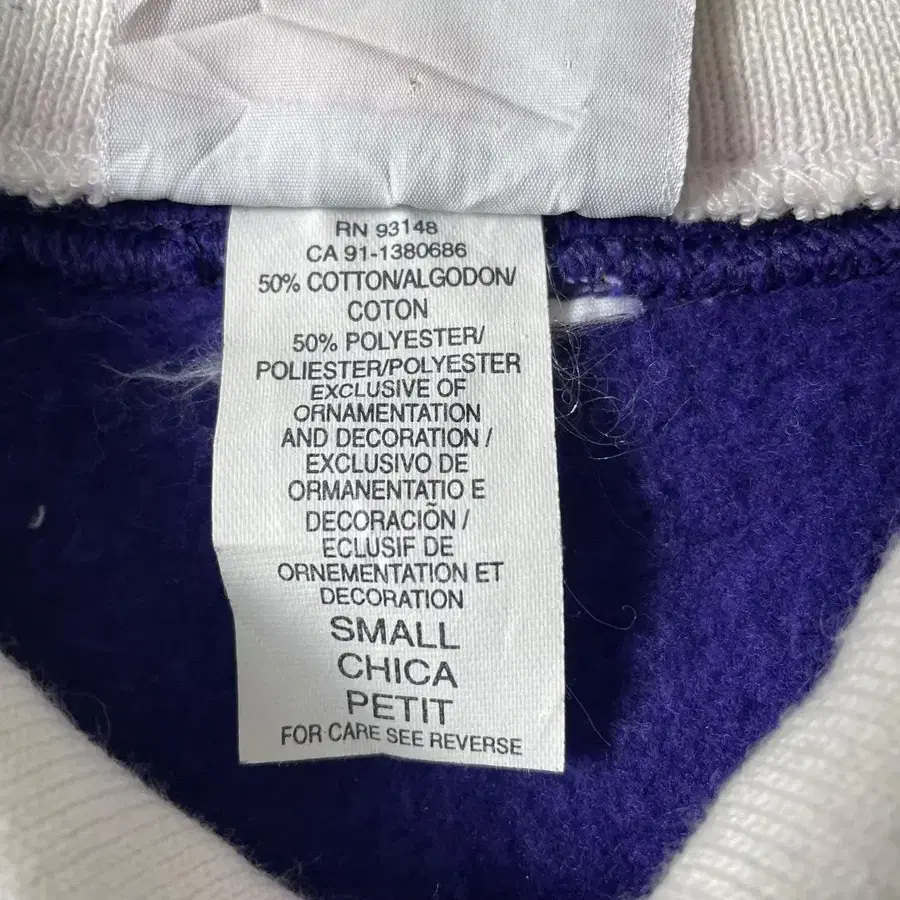 RN 93148
CA 91-1380686
50% COTTON/ALGODON/
COTON
50% POLYESTER/
POLIESTER/POLYESTER
EXCLUSIVE OF
ORNAMENTATION
AND DECORATION /
EXCLUSIVO DE
ORMANENTATIO E
DECORACIÕN /
ECLUSIF DE
ORNEMENTATION ET
DECORATION
SMALL
CHICA
PETIT
FOR CARE SEE REVERSE